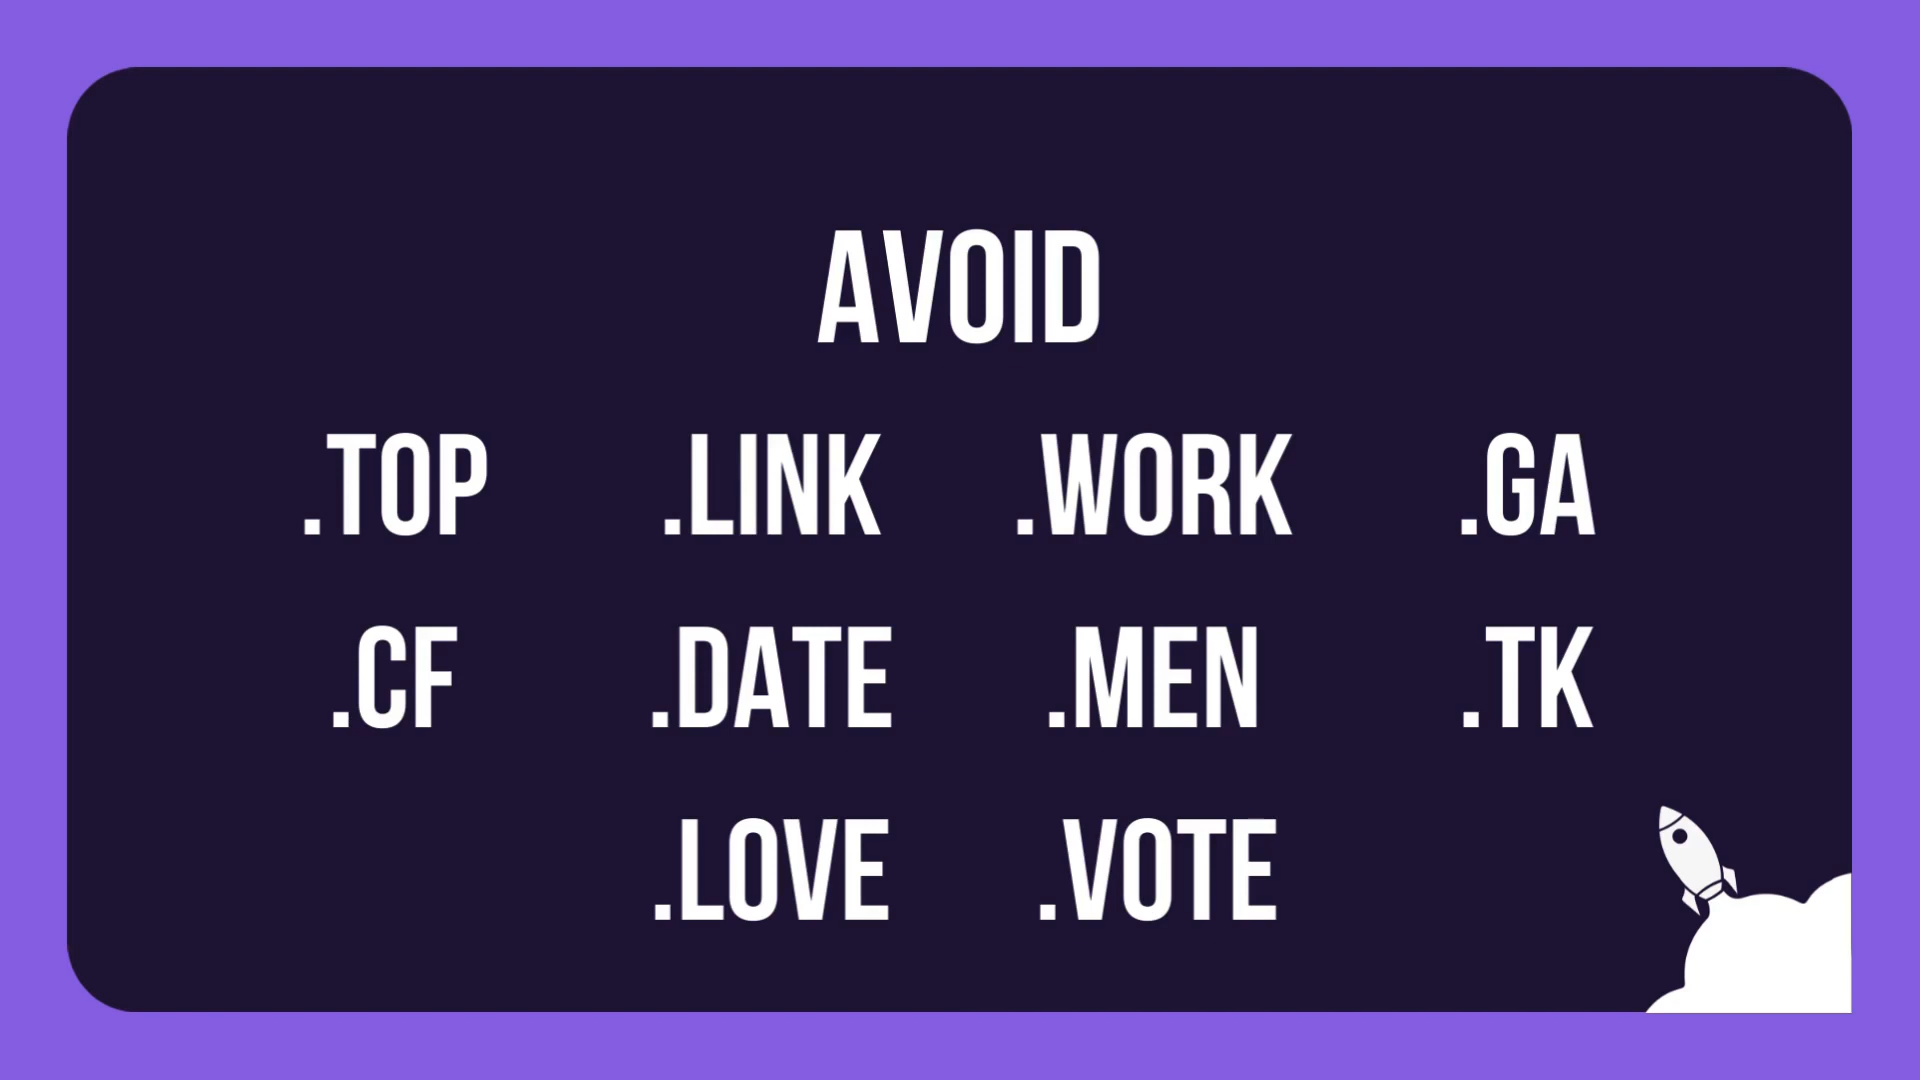 AVOID
.TOP .LINK .WORK .GA
.CF .DATE .MEN .TK
.LOVE .VOTE